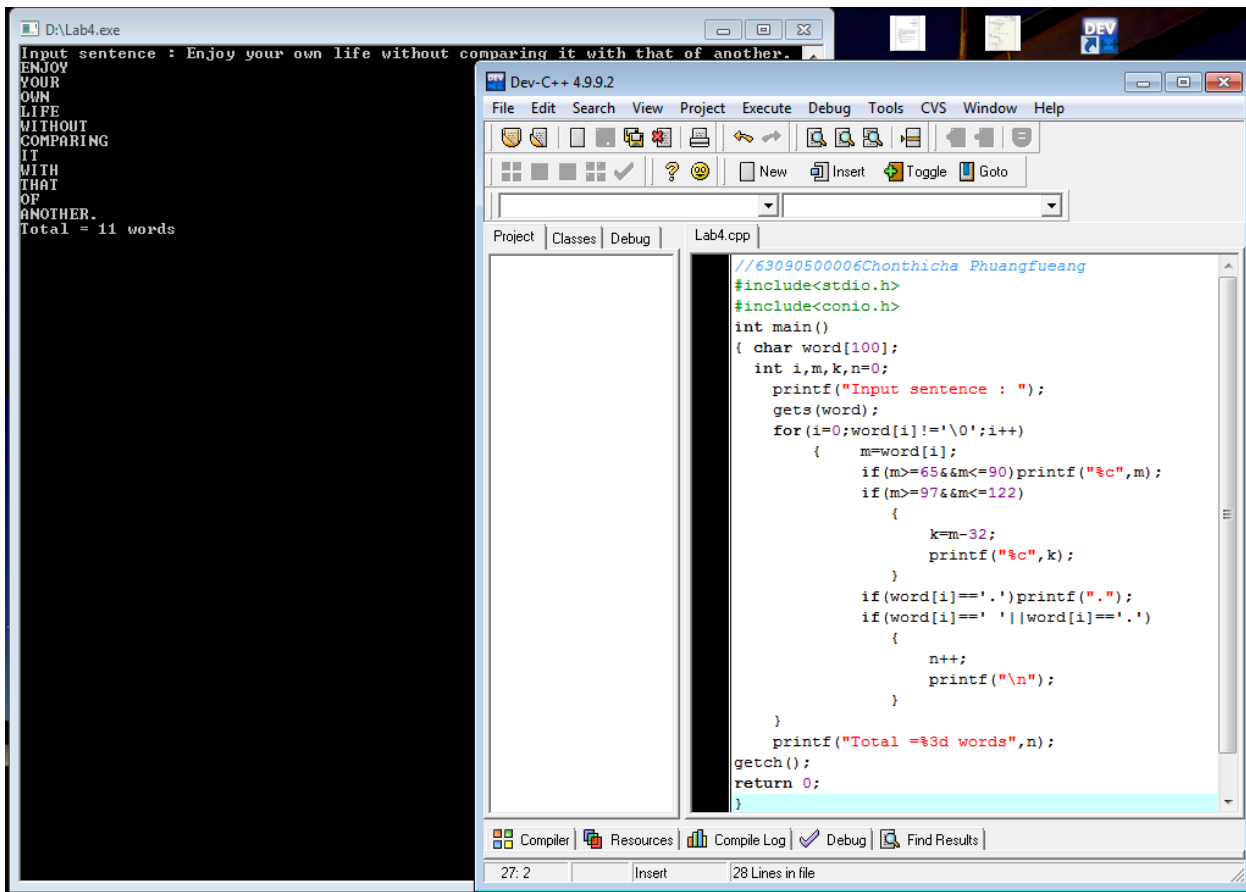 D:\Lab4.exe
Input sentence : Enjoy your own life without comparing it with that of another.
ENJOY
YOUR
OWN
LIFE
WITHOUT
COMPARING
IT
WITH
THAT
OF
ANOTHER.
Total = 11 words
DEV
Dev-C++ 4.9.9.2
File Edit Search View Project Execute Debug Tools CVS Window Help
New Insert Toggle Goto
Project Classes Debug
Lab4.cpp
//63090500006Chonthicha Phuangfueang
#include<stdio.h>
#include<conio.h>
int main()
{ char word[100];
int i,m,k,n=0;
printf("Input sentence : ");
gets(word);
for(i=0;word[i]!='\0';i++)
{ m=word[i];
if(m>=65&&m<=90)printf("%c",m);
if(m>=97&&m<=122)
{
k=m-32;
printf("%c",k);
}
if(word[i]=='.')printf(".");
if(word[i]==' '||word[i]=='.')
{
n++;
printf("\n");
}
}
printf("Total =%3d words",n);
getch();
return 0;
}
Compiler Resources Compile Log Debug Find Results
27: 2 Insert 28 Lines in file